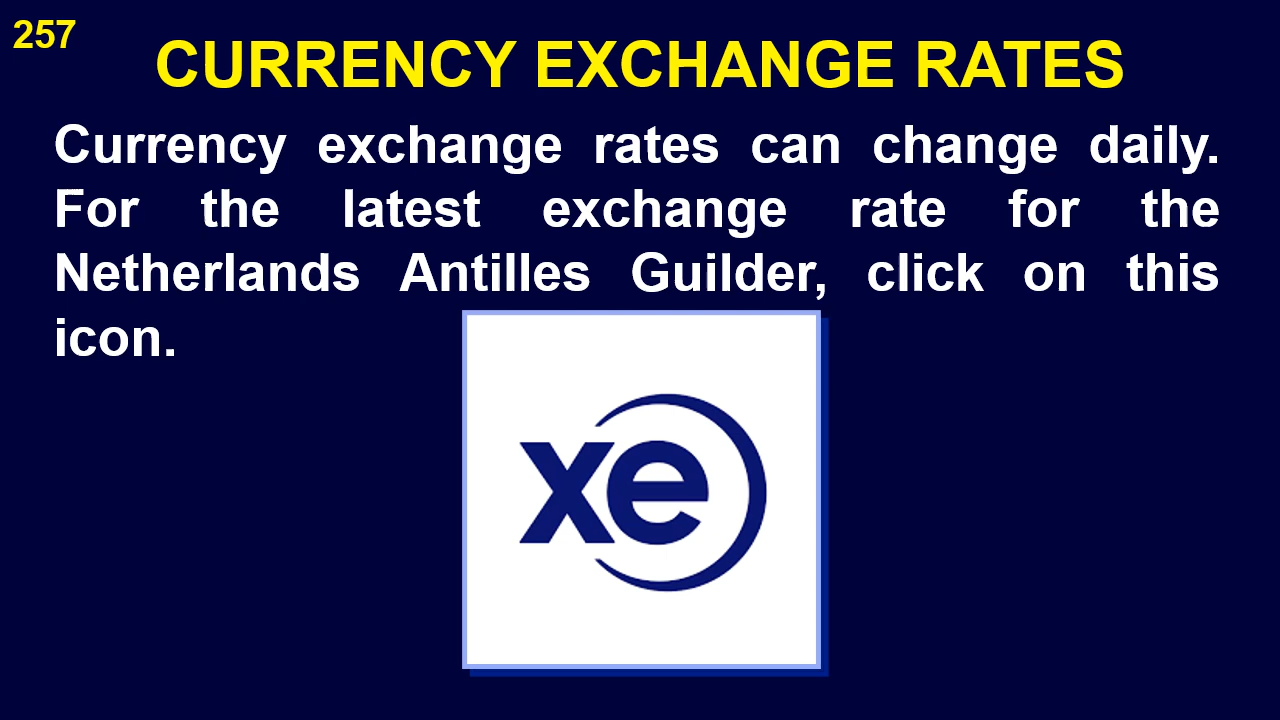 257
CURRENCY EXCHANGE RATES
Currency exchange rates can change daily.
For the latest exchange rate for the
Netherlands Antilles Guilder, click on this
icon.
xe